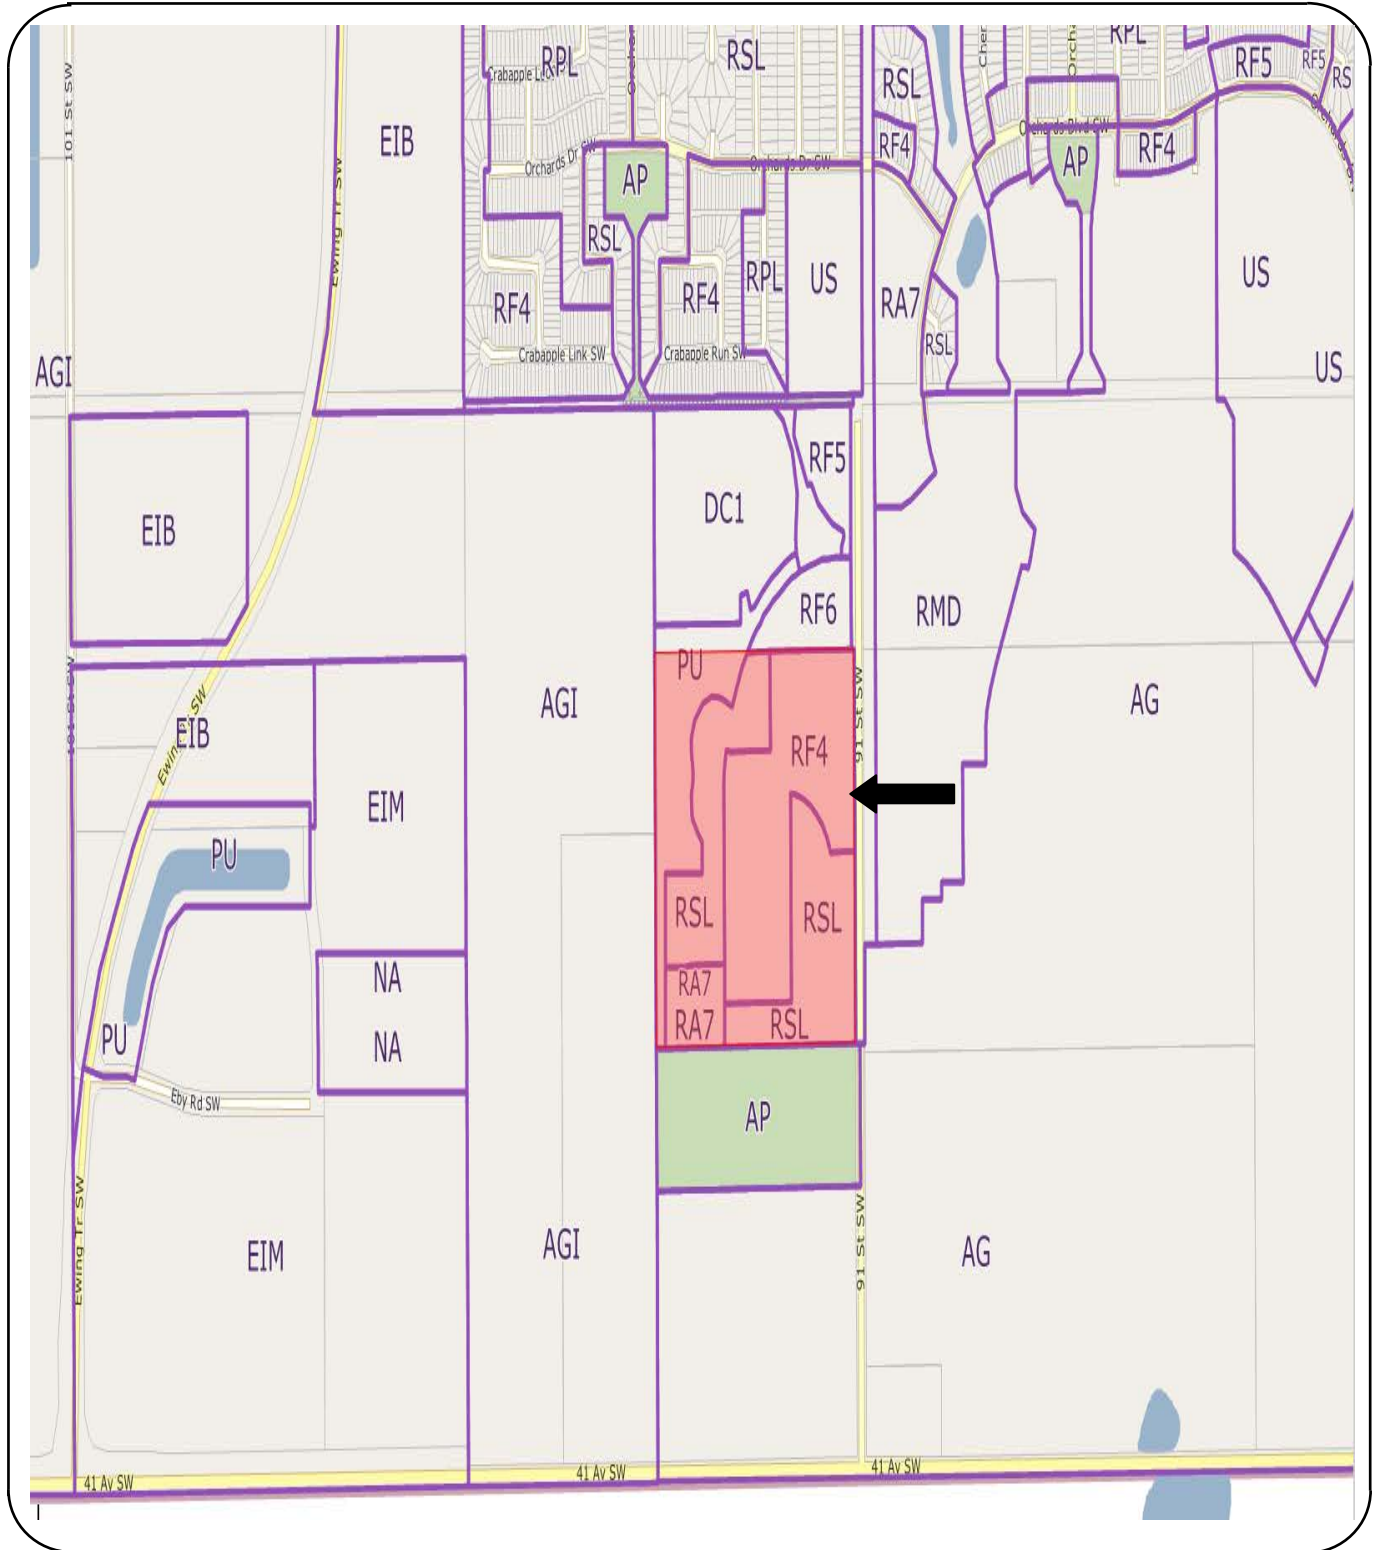 101 St SW
Ewing Tr SW
EIB
RPL
Crabapple
RSL
RSL
RF4
RPL
RF5
RF5
RS
Orchards Dr SW
Orchards Dr SW
Orchards Blvd SW
AP
AP
RF4
RSL
RF4
RF4
RPL
US
RA7
RSL
US
US
AGI
Crabapple Link SW
Crabapple Run SW
EIB
DC1
RF5
RF6
RMD
101 St SW
Ewing Tr SW
EIB
AGI
PU
91 St SW
AG
RF4
EIM
PU
RSL
RSL
NA
RA7
NA
RA7
RSL
PU
Eby Rd SW
AP
Ewing Tr SW
EIM
AGI
91 St SW
AG
41 Av SW
41 Av SW
41 Av SW